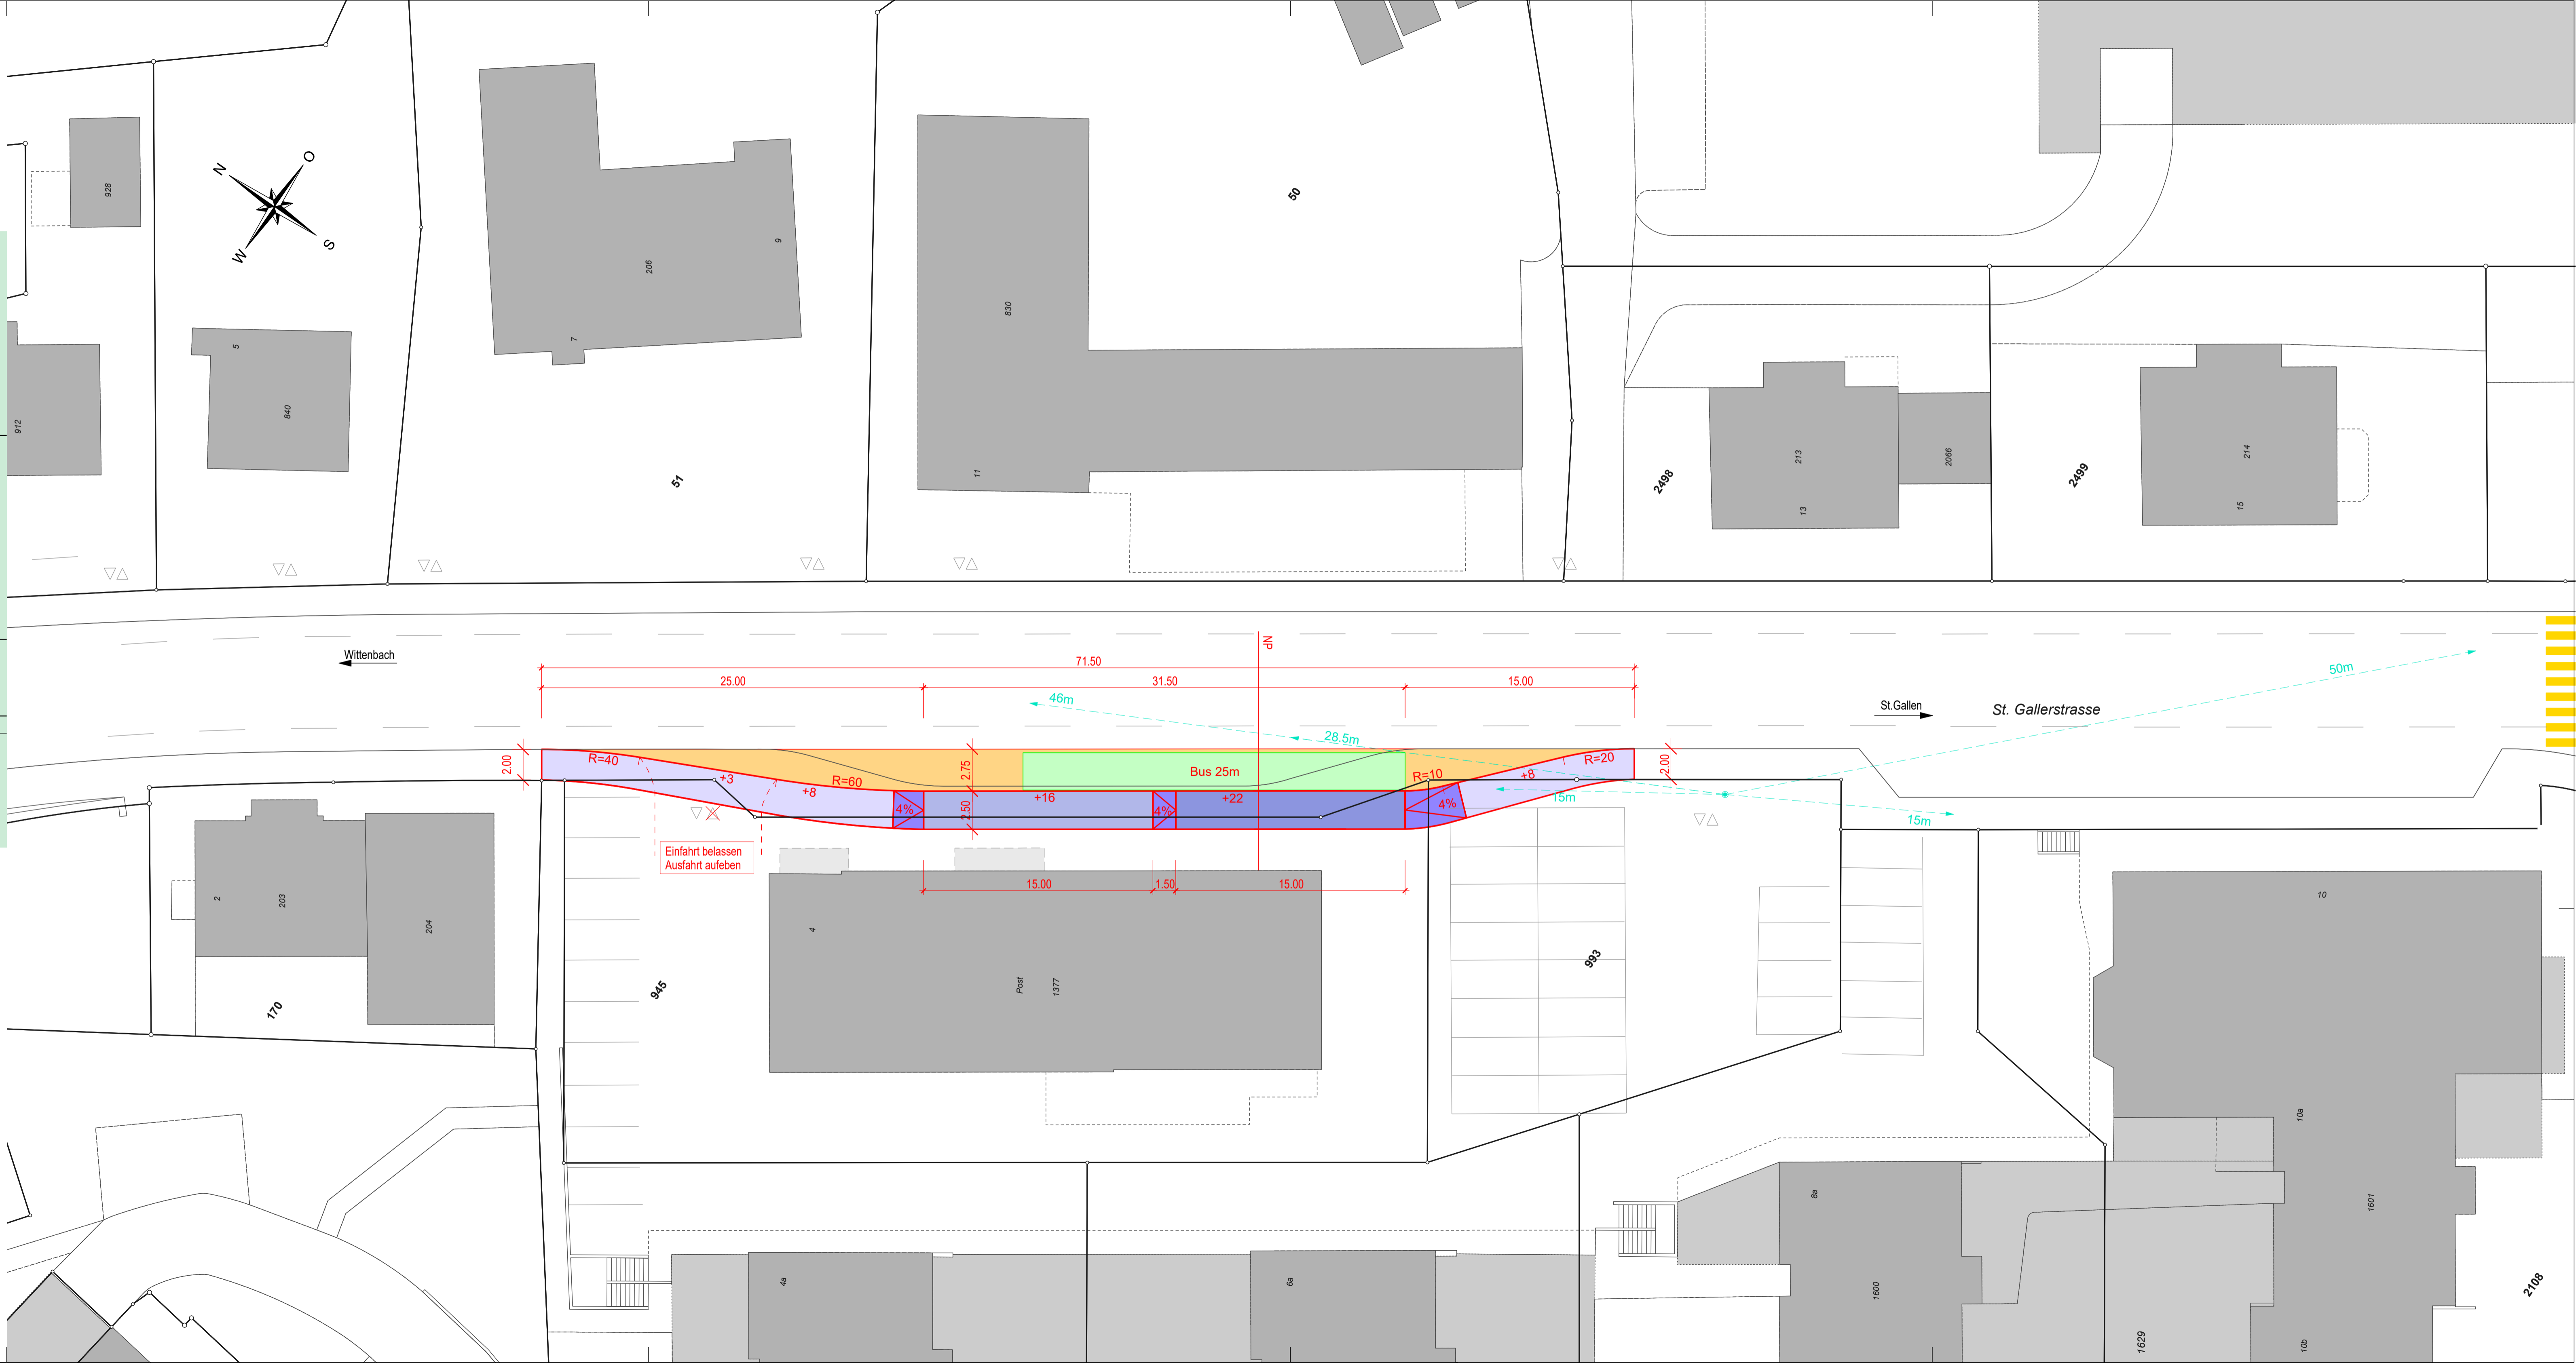 N
O
W
S
928
5
840
912
206
9
7
51
830
11
50
2498
213
13
2066
2499
214
15
Wittenbach
NP
71.50
25.00
31.50
15.00
46m
28.5m
50m
St.Gallen
St. Gallerstrasse
2.00
R=40
+3
+8
R=60
2.75
Bus 25m
R=10
+8
R=20
2.00
4%
2.50
+16
4%
+22
4%
15m
15m
Einfahrt belassen
Ausfahrt aufeben
15.00
1.50
15.00
2
203
204
170
945
4
Post
1377
993
10
10a
1601
8a
4a
6a
1600
1629
10b
2108